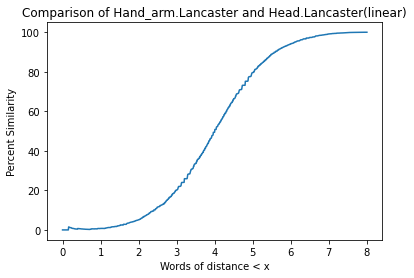 Comparison of Hand_arm.Lancaster and Head.Lancaster(linear)
100
80
60
40
20
0
Percent Similarity
0 1 2 3 4 5 6 7 8
Words of distance < x